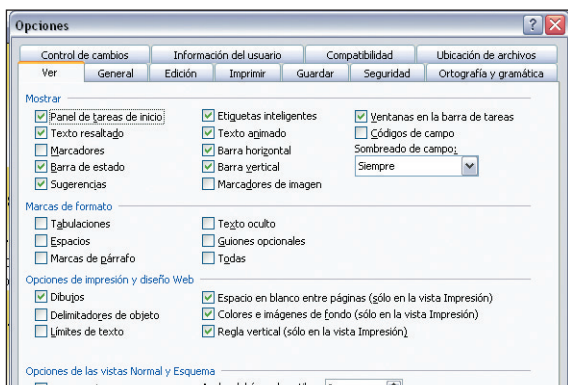 Opciones
Control de cambios Información del usuario Compatibilidad Ubicación de archivos
Ver General Edición Imprimir Guardar Seguridad Ortografía y gramática
Mostrar
Panel de tareas de inicio Etiquetas inteligentes Ventanas en la barra de tareas
Texto resaltado Texto animado Códigos de campo
Marcadores Barra horizontal Sombreado de campo:
Barra de estado Barra vertical Siempre
Sugerencias Marcadores de imagen
Marcas de formato
Tabulaciones Texto oculto
Espacios Guiones opcionales
Marcas de párrafo Todas
Opciones de impresión y diseño Web
Dibujos Espacio en blanco entre páginas (sólo en la vista Impresión)
Delimitadores de objeto Colores e imágenes de fondo (sólo en la vista Impresión)
Límites de texto Regla vertical (sólo en la vista Impresión)
Opciones de las vistas Normal y Esquema